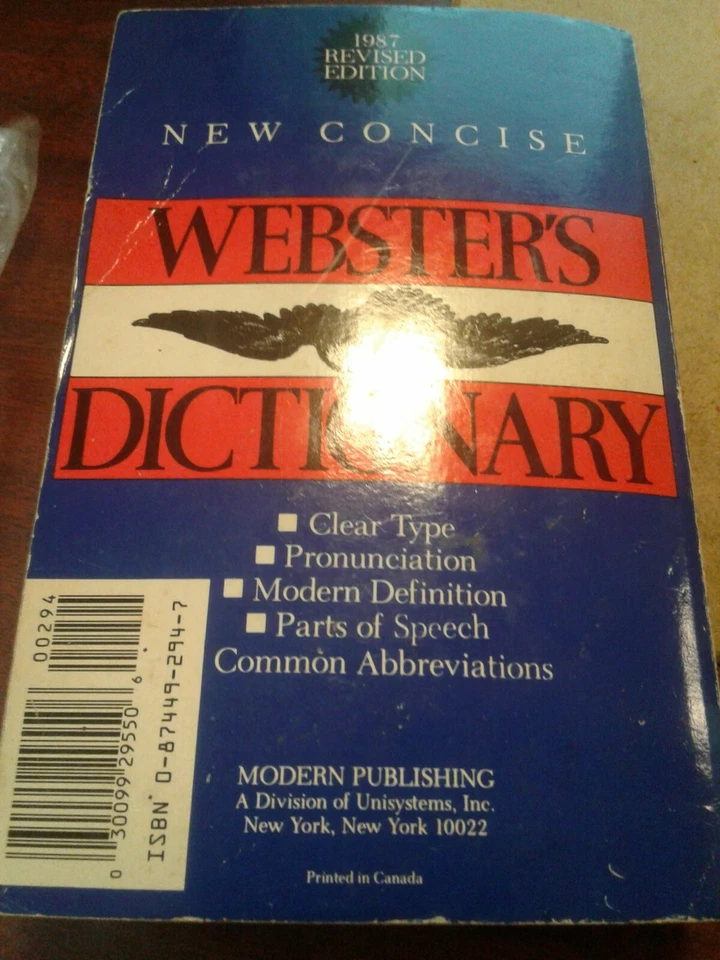 1987
REVISED
EDITION
NEW CONCISE
WEBSTER'S
DICTIONARY
Clear Type
Pronunciation
Modern Definition
Parts of Speech
Common Abbreviations
00294
0 30099 29550 6
ISBN 0-87449-294-7
MODERN PUBLISHING
A Division of Unisystems, Inc.
New York, New York 10022
Printed in Canada